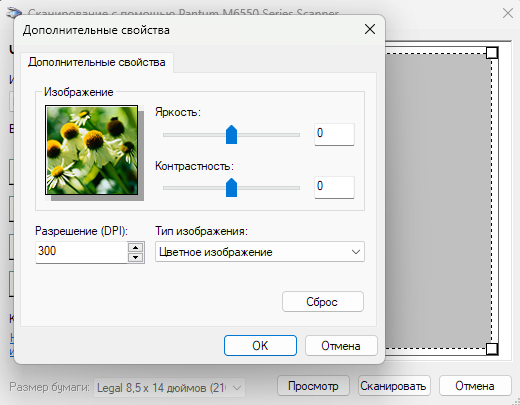 Сканирование с помощью Pantum M6550 Series Scanner
Дополнительные свойства
Дополнительные свойства
Изображение
Яркость:
0
Контрастность:
0
Разрешение (DPI):
300
Тип изображения:
Цветное изображение
Сброс
OK
Отмена
Размер бумаги:
Legal 8,5 x 14 дюймов (21
Просмотр
Сканировать
Отмена